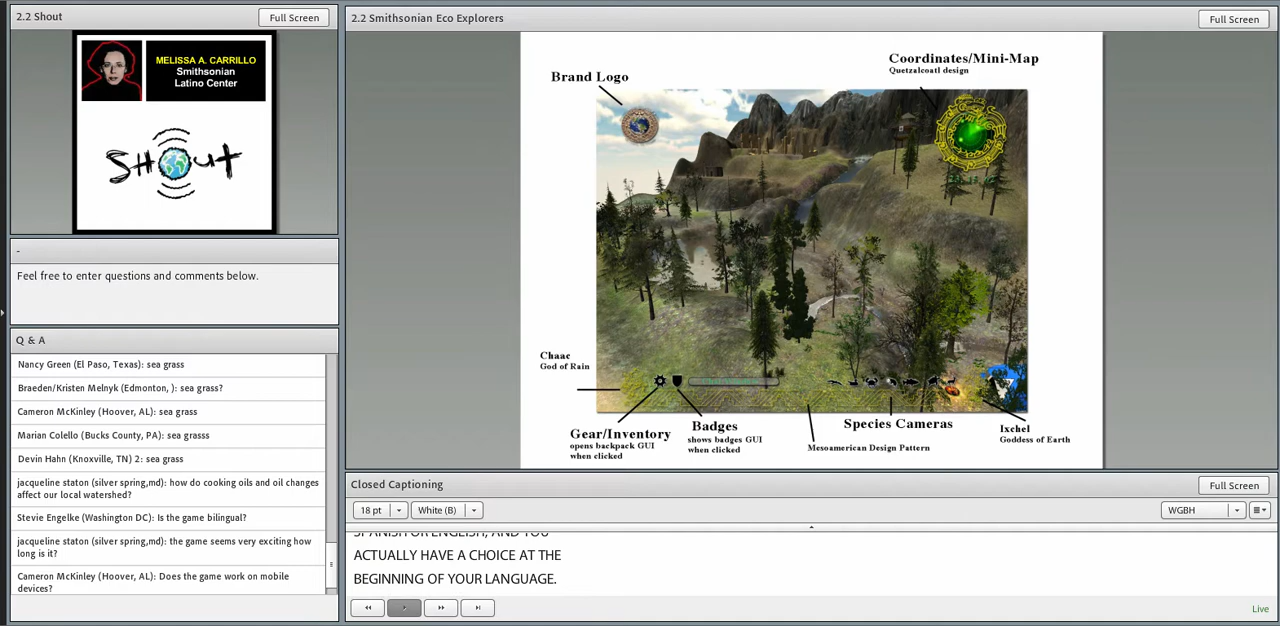 2.2 Shout
Full Screen
MELISSA A. CARRILLO
Smithsonian
Latino Center
SHOUT
-
Feel free to enter questions and comments below.
Q & A
Nancy Green (El Paso, Texas): sea grass
Braeden/Kristen Melnyk (Edmonton, ): sea grass?
Cameron McKinley (Hoover, AL): sea grass
Marian Colello (Bucks County, PA): sea grasss
Devin Hahn (Knoxville, TN) 2: sea grass
jacqueline staton (silver spring,md): how do cooking oils and oil changes
affect our local watershed?
Stevie Engelke (Washington DC): Is the game bilingual?
jacqueline staton (silver spring,md): the game seems very exciting how
long is it?
Cameron McKinley (Hoover, AL): Does the game work on mobile
devices?
2.2 Smithsonian Eco Explorers
Full Screen
Brand Logo
Coordinates/Mini-Map
Quetzalcoatl design
Chaac
God of Rain
Gear/Inventory
opens backpack GUI
when clicked
Badges
shows badges GUI
when clicked
Mesoamerican Design Pattern
Species Cameras
Ixchel
Goddess of Earth
Closed Captioning
Full Screen
18 pt
White (B)
WGBH
SPANISH OR ENGLISH, AND YOU
ACTUALLY HAVE A CHOICE AT THE
BEGINNING OF YOUR LANGUAGE.
Live